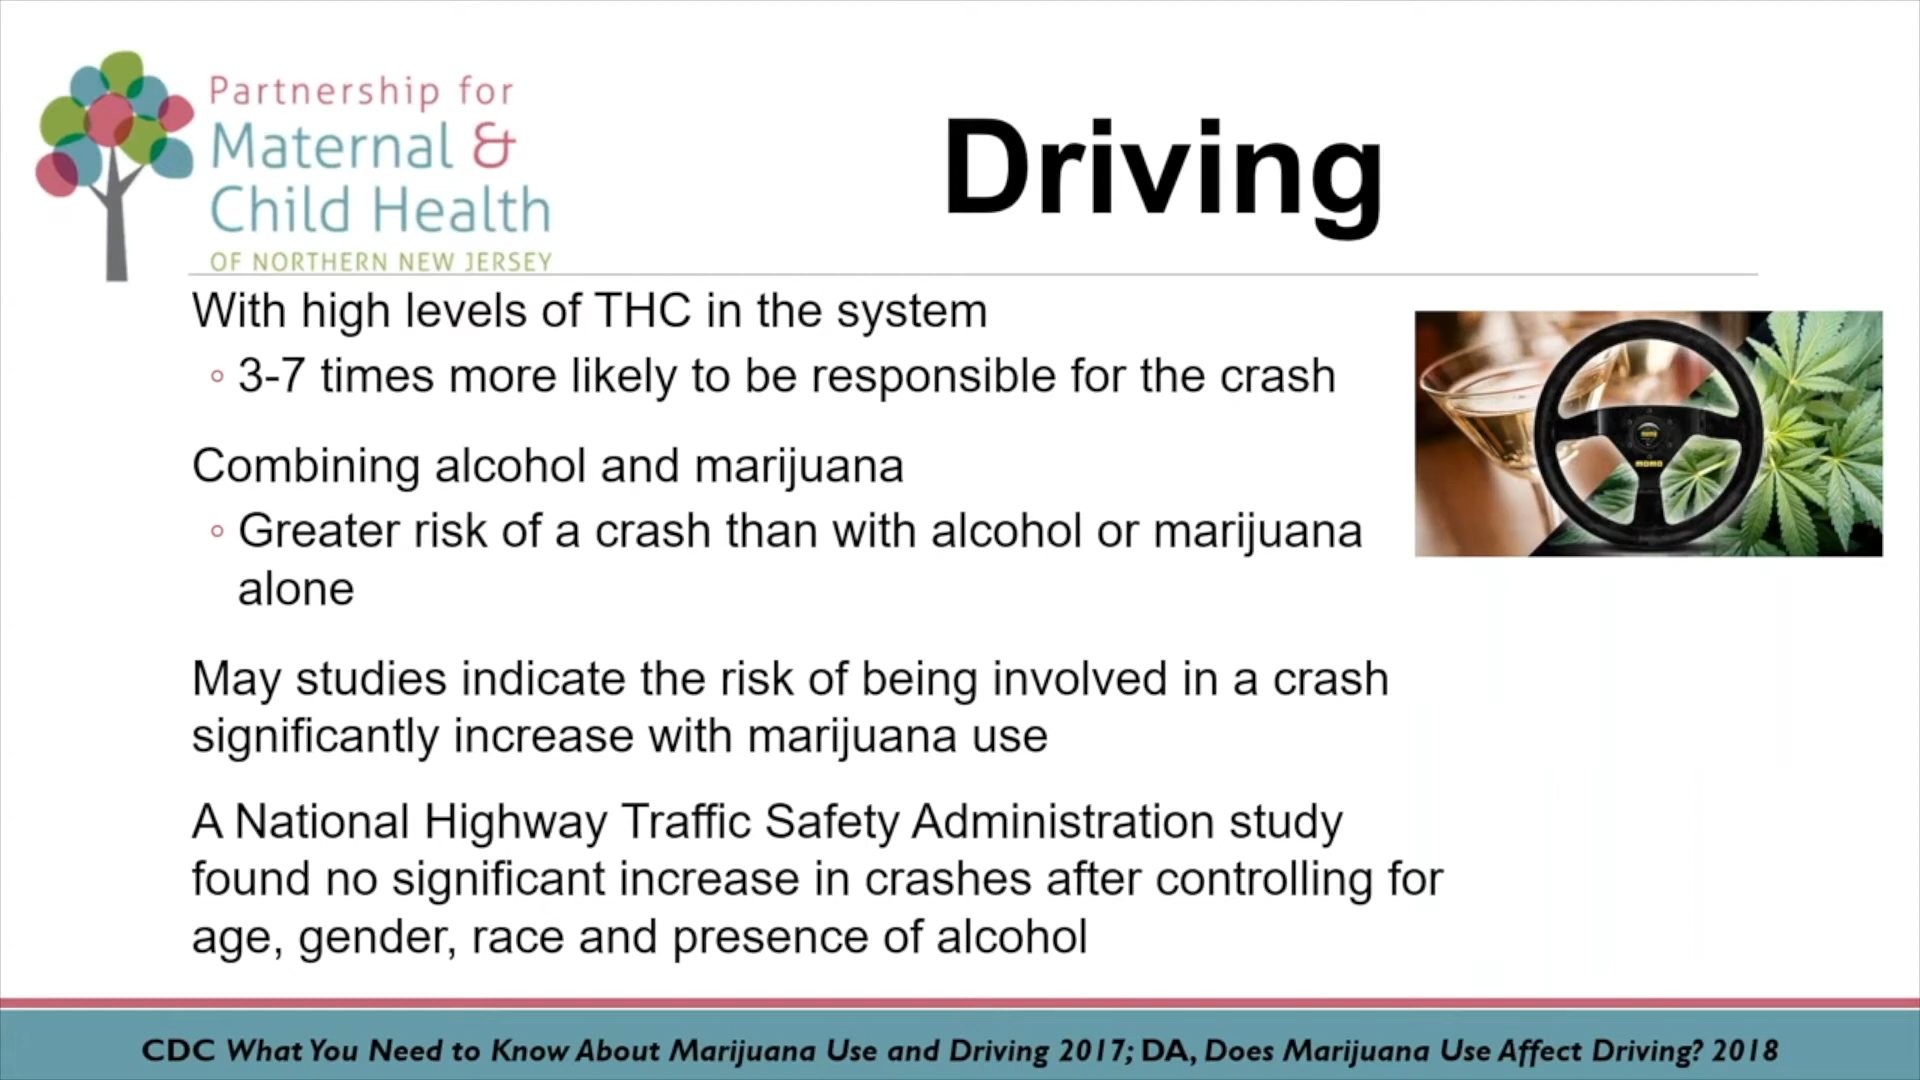 Partnership for
Maternal &
Child Health
OF NORTHERN NEW JERSEY
Driving
With high levels of THC in the system
◦ 3-7 times more likely to be responsible for the crash
Combining alcohol and marijuana
◦ Greater risk of a crash than with alcohol or marijuana
alone
May studies indicate the risk of being involved in a crash
significantly increase with marijuana use
A National Highway Traffic Safety Administration study
found no significant increase in crashes after controlling for
age, gender, race and presence of alcohol
momo
CDC What You Need to Know About Marijuana Use and Driving 2017; DA, Does Marijuana Use Affect Driving? 2018